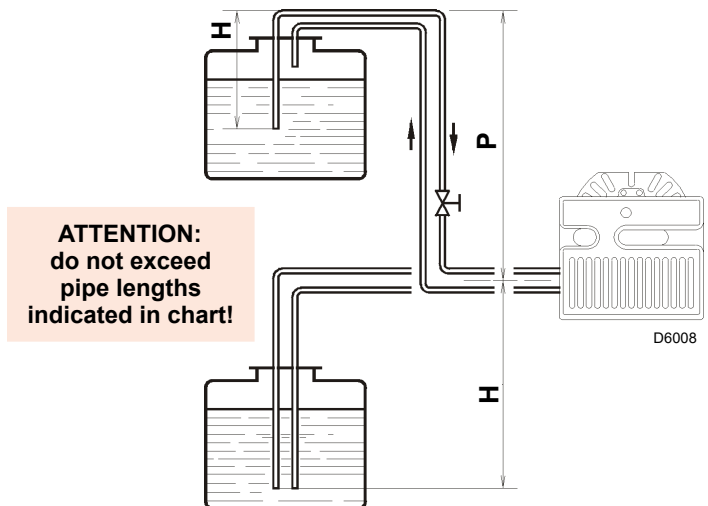 H
P
ATTENTION:
do not exceed
pipe lengths
indicated in chart!
D6008
H